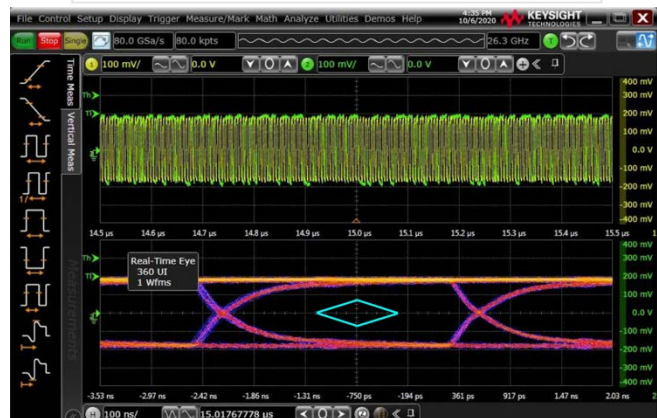 File Control Setup Display Trigger Measure/Mark Math Analyze Utilities Demos Help
4:35 PM
10/6/2020
KEYSIGHT
TECHNOLOGIES
Run Stop Single 80.0 GSa/s 80.0 kpts 26.3 GHz T
1 100 mV/ 0.0 V 2 100 mV/ 0.0 V
Time Meas
Vertical Meas
Measurements
1/
400 mV
300 mV
200 mV
100 mV
0.0 V
-100 mV
-200 mV
-300 mV
-400 mV
14.5 µs 14.6 µs 14.7 µs 14.8 µs 14.9 µs 15.0 µs 15.1 µs 15.2 µs 15.3 µs 15.4 µs 15.5 µs 1
Real-Time Eye
360 UI
1 Wfms
400 mV
300 mV
200 mV
100 mV
0.0 V
-100 mV
-200 mV
-300 mV
-400 mV
-3.53 ns -2.97 ns -2.42 ns -1.86 ns -1.31 ns -750 ps -194 ps 361 ps 917 ps 1.47 ns 2.03 ns 2
H 100 ns/ 15.01767778 µs 0